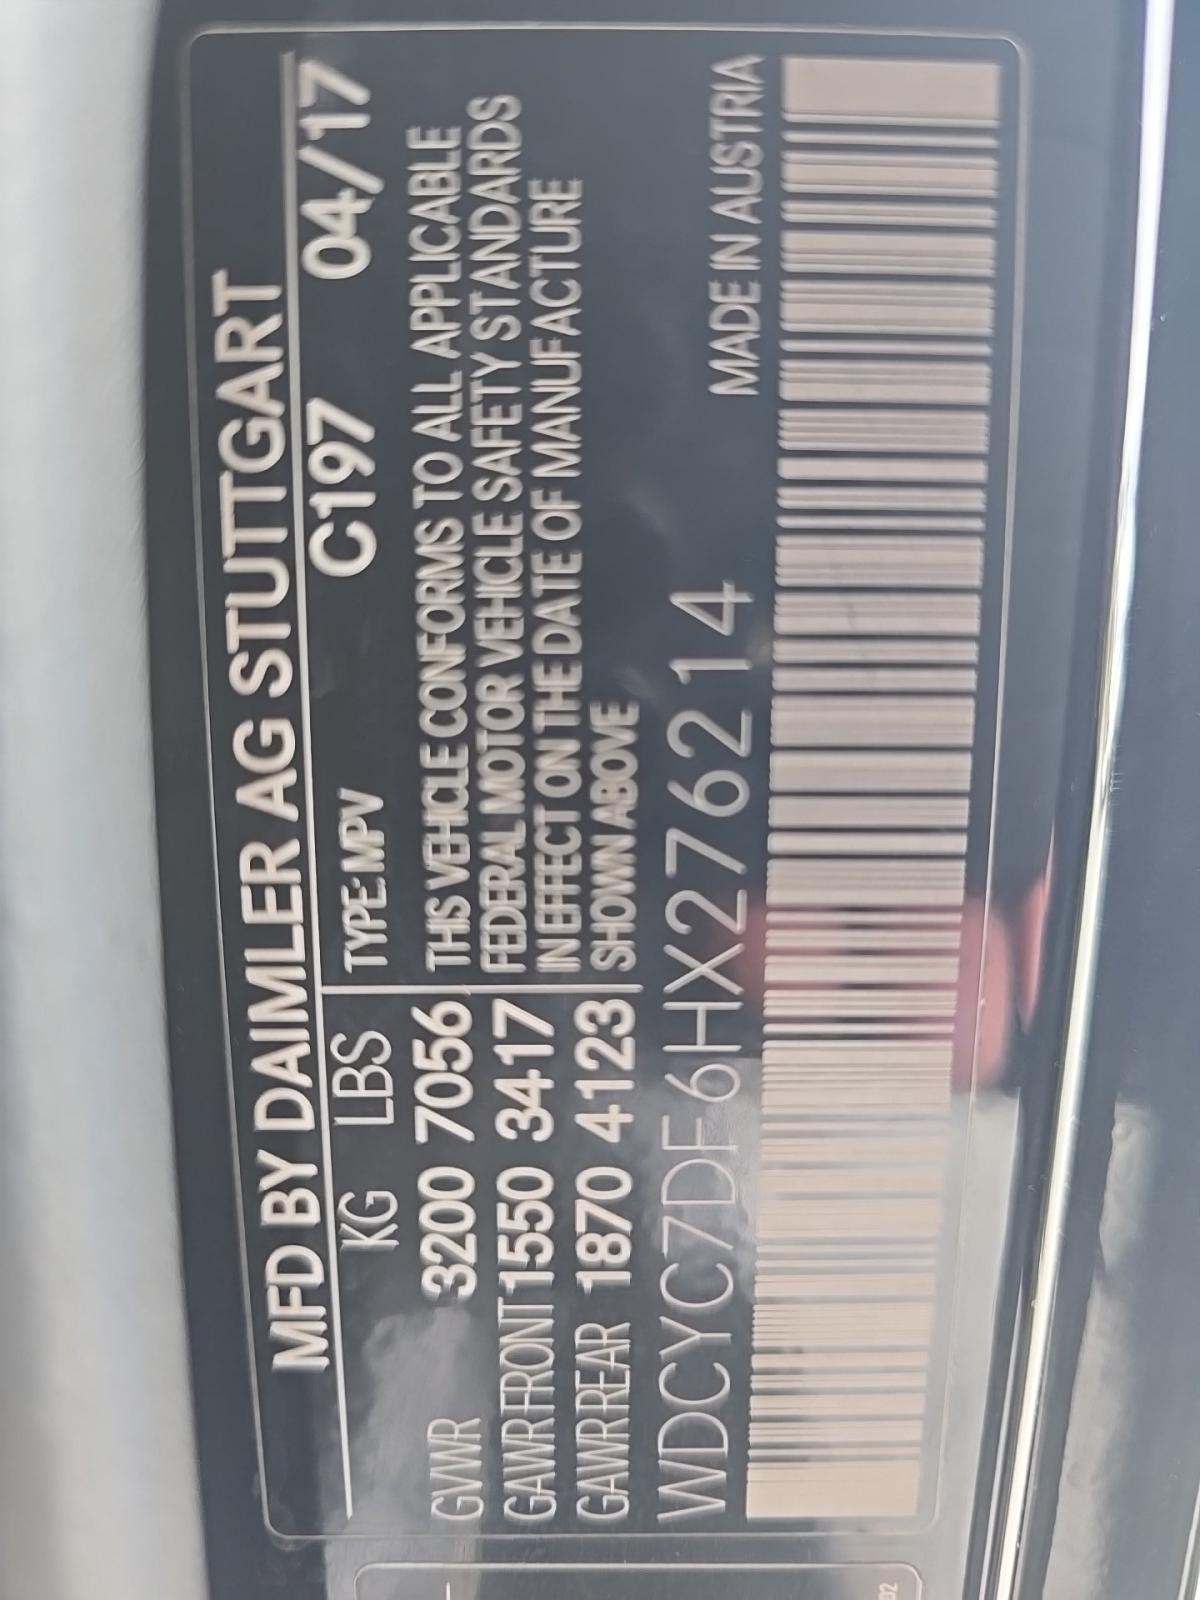 MFD BY DAIMLER AG STUTTGART
KG LBS TYPE: MPV C197 04/17
GVWR 3200 7056 THIS VEHICLE CONFORMS TO ALL APPLICABLE
GAWR FRONT 1550 3417 FEDERAL MOTOR VEHICLE SAFETY STANDARDS
IN EFFECT ON THE DATE OF MANUFACTURE
GAWR REAR 1870 4123 SHOWN ABOVE
WDCYC7DF6HX276214 MADE IN AUSTRIA